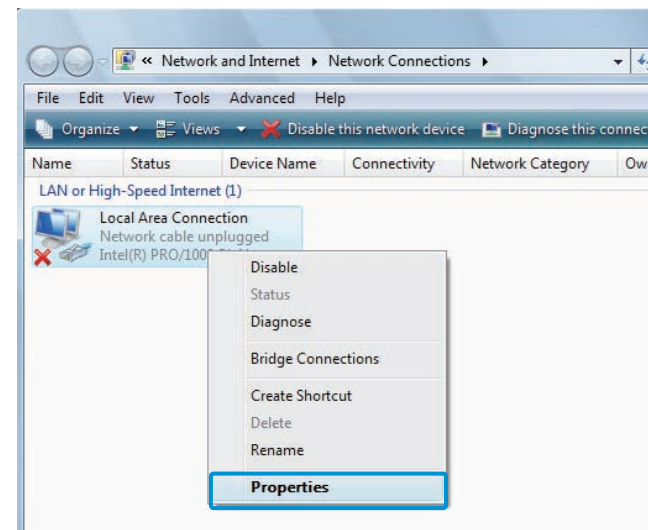 « Network and Internet ▸ Network Connections ▸
File Edit View Tools Advanced Help
Organize Views Disable this network device Diagnose this connec
Name Status Device Name Connectivity Network Category Ow
LAN or High-Speed Internet (1)
Local Area Connection
Network cable unplugged
Intel(R) PRO/100
Disable
Status
Diagnose
Bridge Connections
Create Shortcut
Delete
Rename
Properties